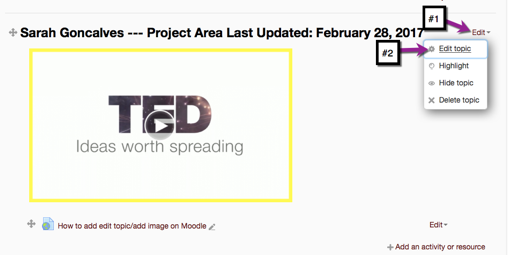 #1
Sarah Goncalves --- Project Area Last Updated: February 28, 2017
Edit
#2
Edit topic
Highlight
Hide topic
Delete topic
TED
Ideas worth spreading
How to add edit topic/add image on Moodle
Edit
Add an activity or resource